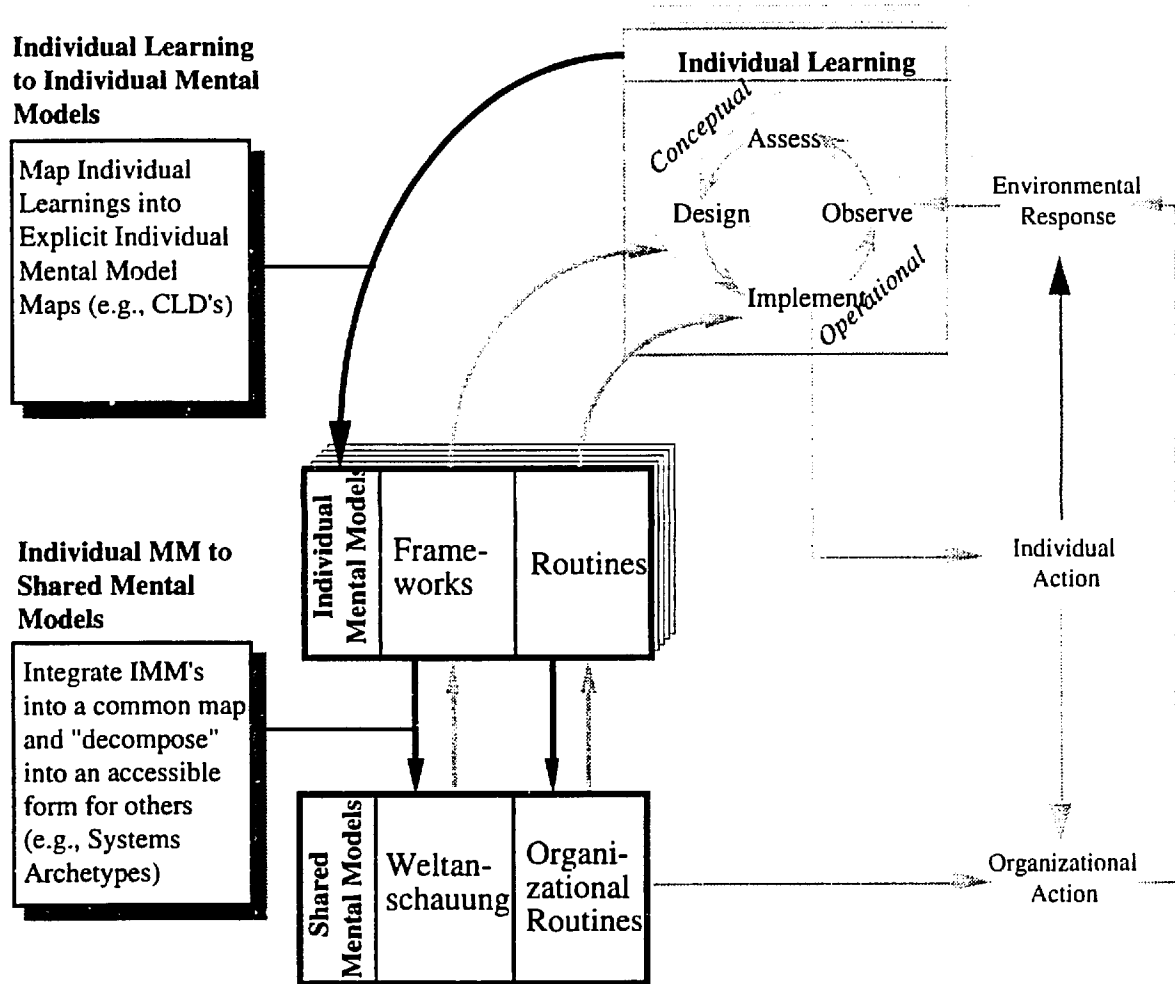 Individual Learning
to Individual Mental
Models
Map Individual
Learnings into
Explicit Individual
Mental Model
Maps (e.g., CLD's)
Individual Learning
Conceptual
Assess
Design
Observe
Implement
Operational
Environmental
Response
Individual
Mental Models
Frame-
works
Routines
Individual
Action
Individual MM to
Shared Mental
Models
Integrate IMM's
into a common map
and "decompose"
into an accessible
form for others
(e.g., Systems
Archetypes)
Shared
Mental Models
Weltan-
schauung
Organi-
zational
Routines
Organizational
Action